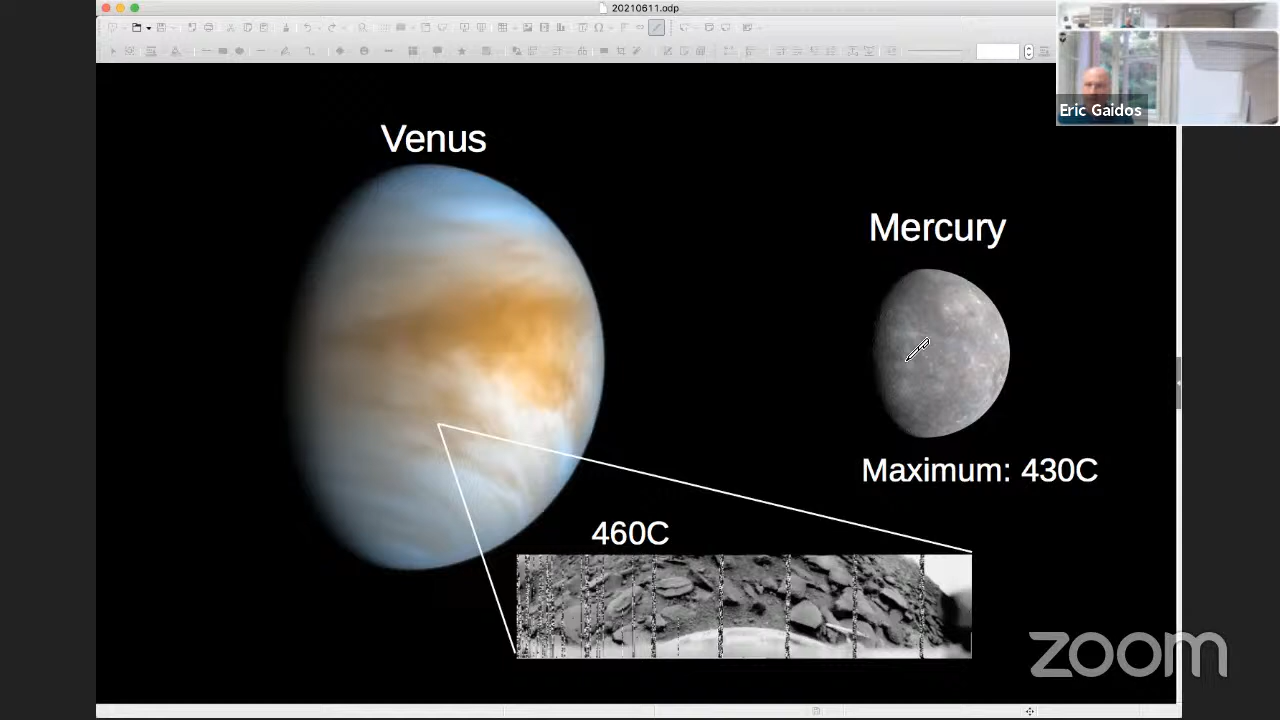 20210611.odp
Eric Gaidos
Venus
Mercury
Maximum: 430C
460C
zoom